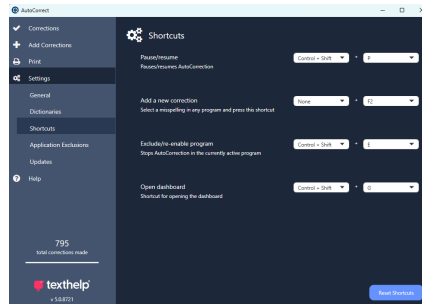 AutoCorrect
Corrections
Add Corrections
Print
Settings
General
Dictionaries
Shortcuts
Application Exclusions
Updates
Help
795
total corrections made
texthelp
v 5.0.8721
Shortcuts
Pause/resume
Pauses/resumes AutoCorrection
Control + Shift + P
Add a new correction
Select a misspelling in any program and press this shortcut
None + F2
Exclude/re-enable program
Stops AutoCorrection in the currently active program
Control + Shift + E
Open dashboard
Shortcut for opening the dashboard
Control + Shift + O
Reset Shortcuts